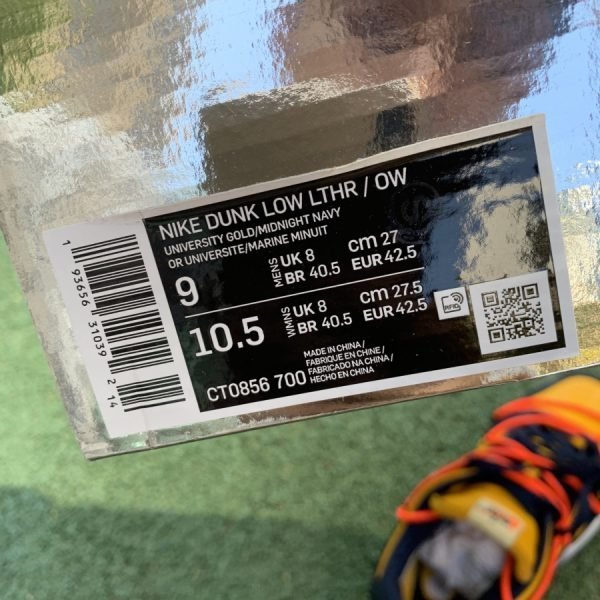 NIKE DUNK LOW LTHR / OW
UNIVERSITY GOLD/MIDNIGHT NAVY
OR UNIVERSITE/MARINE MINUIT
9 MENS UK 8 cm 27
BR 40.5 EUR 42.5
10.5 WMNS UK 8 cm 27.5
BR 40.5 EUR 42.5
RFID
MADE IN CHINA/
FABRIQUE EN CHINE/
FABRICADO NA CHINA/
HECHO EN CHINA
CT0856 700
1 93656 31039 2 14